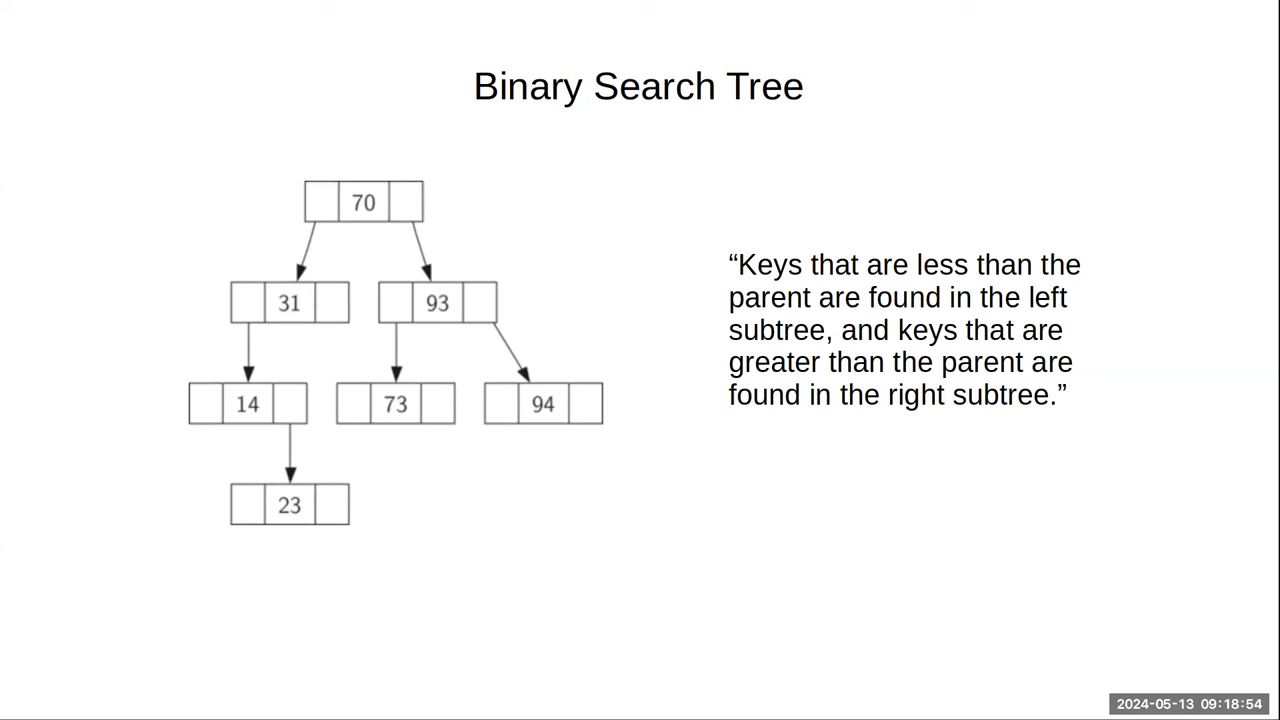 Binary Search Tree
70
31
93
14
73
94
23
“Keys that are less than the
parent are found in the left
subtree, and keys that are
greater than the parent are
found in the right subtree.”
2024-05-13 09:18:54